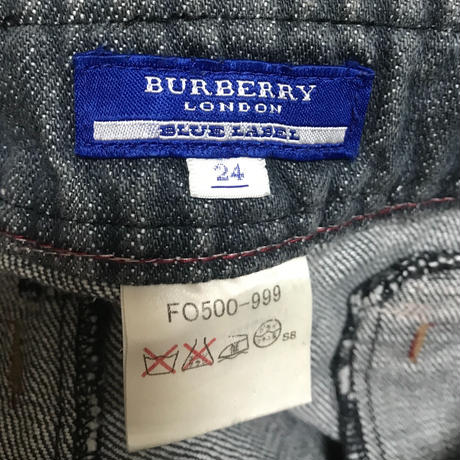 BURBERRY
LONDON
BLUE LABEL
24
FO500-999